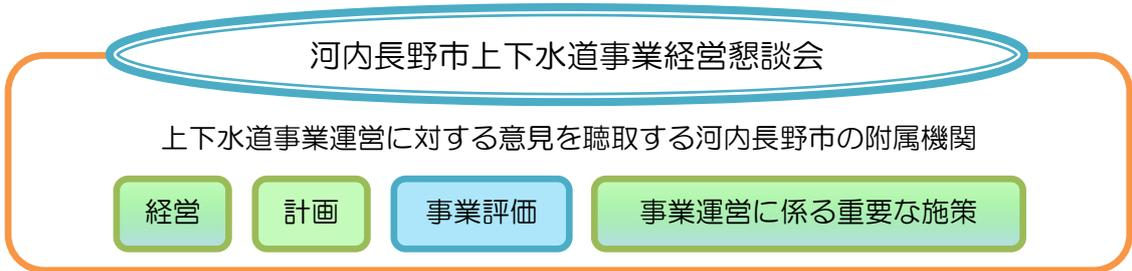 河内長野市上下水道事業経営懇談会
上下水道事業運営に対する意見を聴取する河内長野市の附属機関
経営 計画 事業評価 事業運営に係る重要な施策